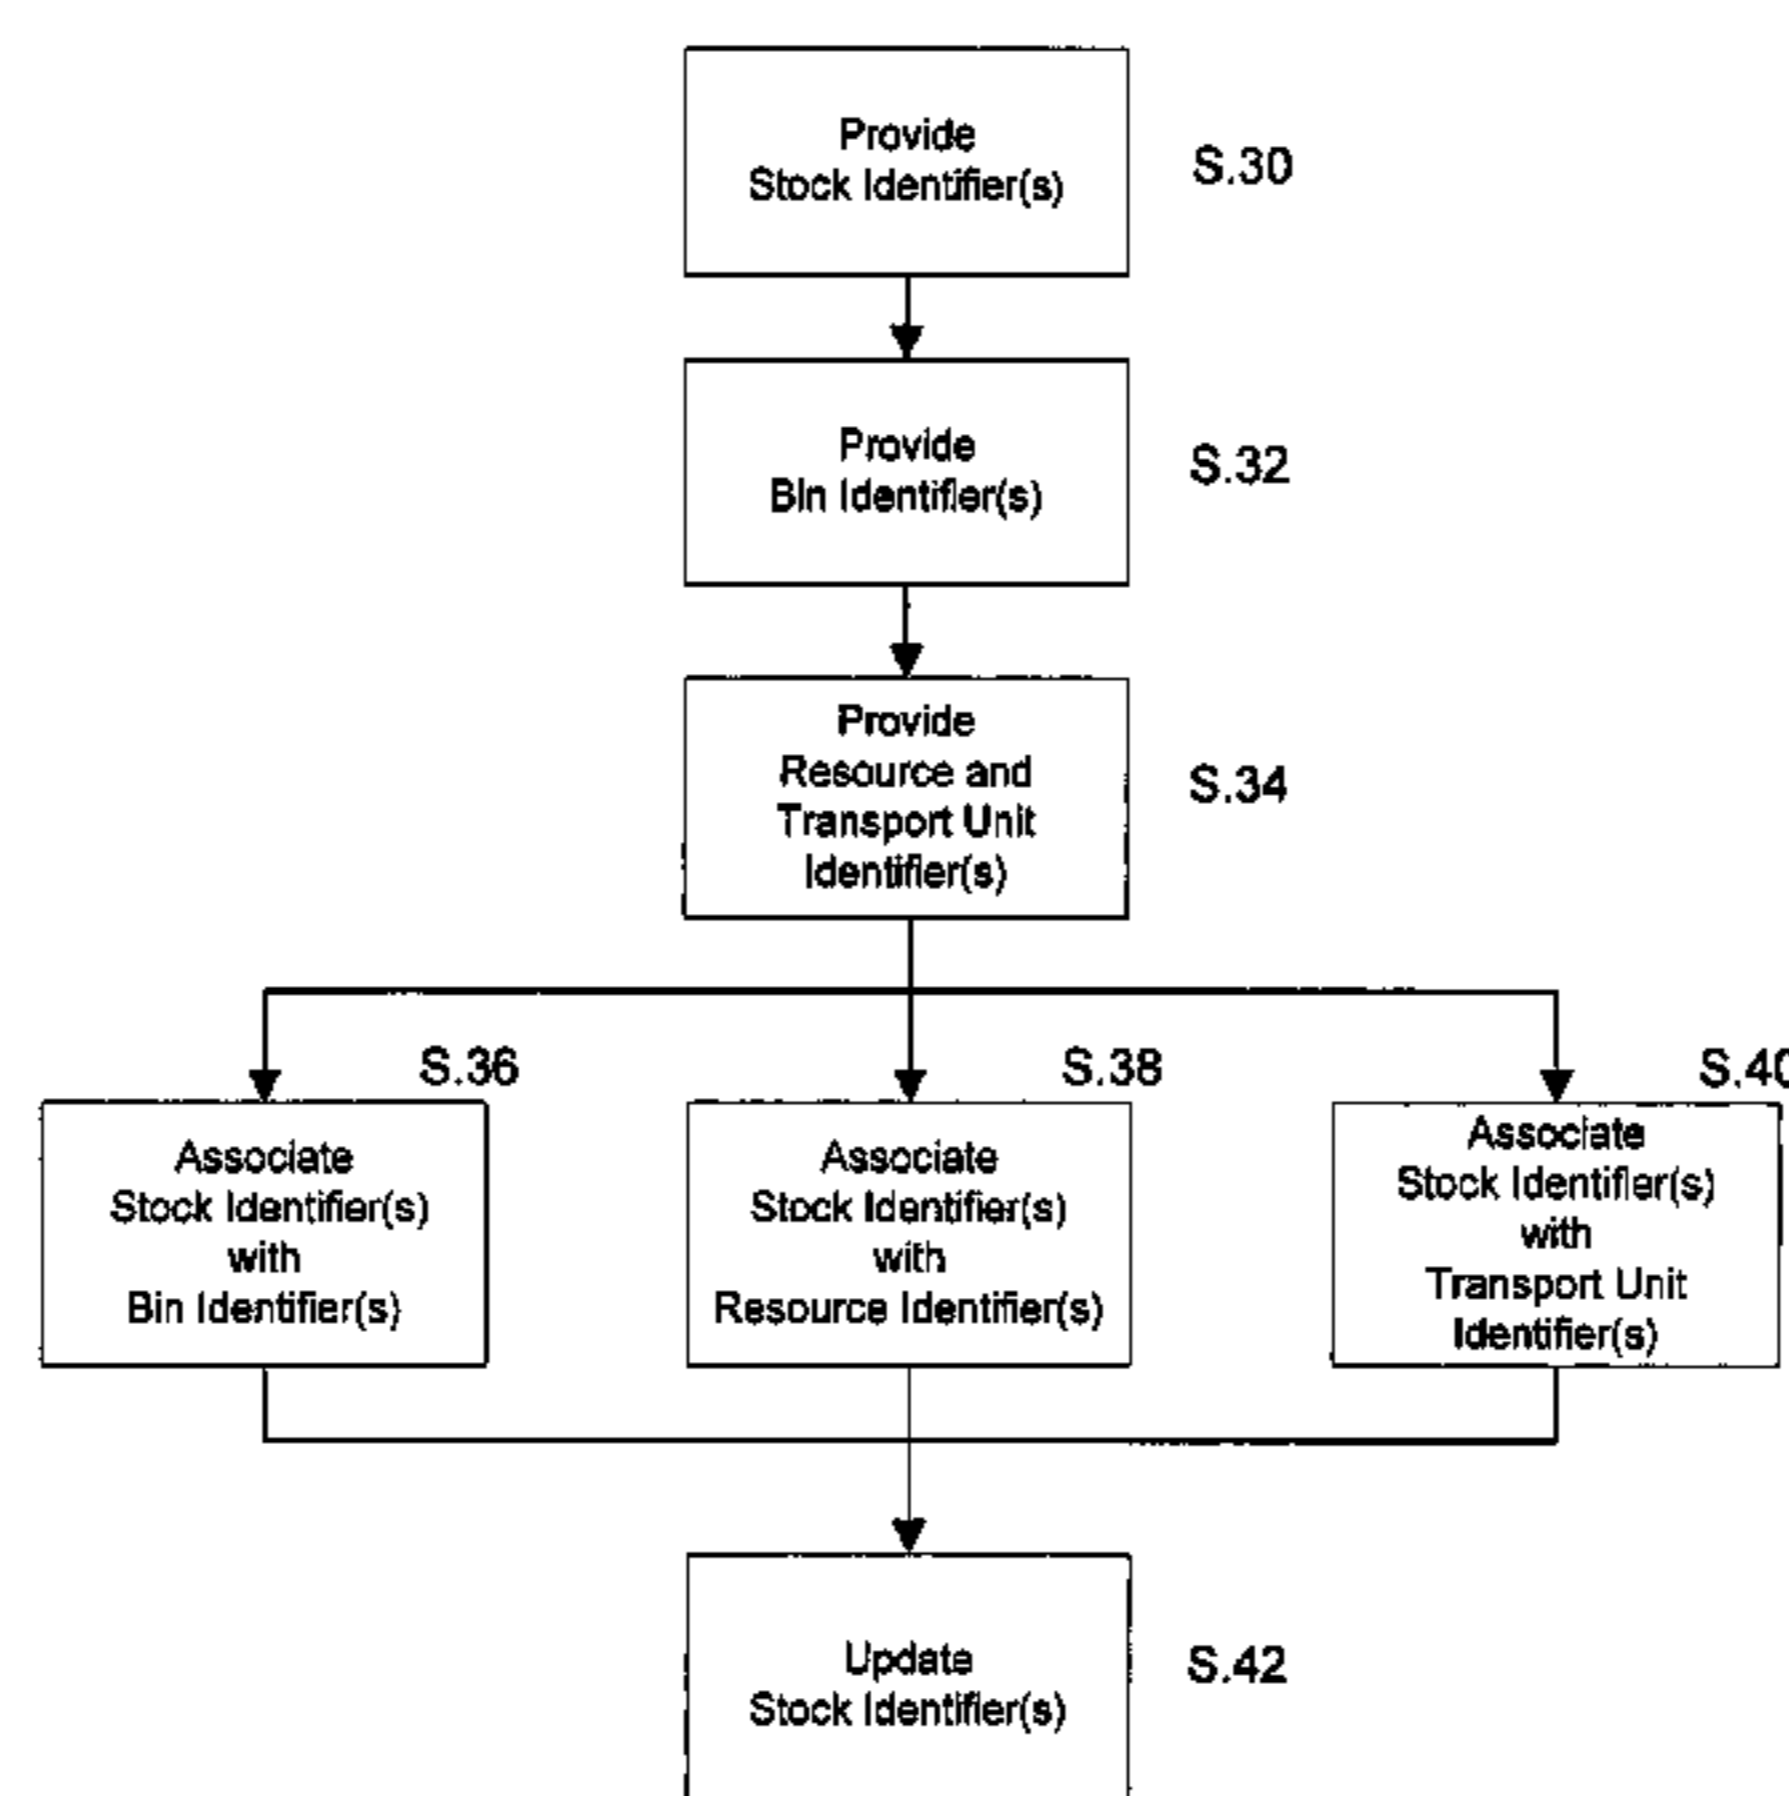 Provide
Stock Identifier(s)
S.30
Provide
Bin Identifier(s)
S.32
Provide
Resource and
Transport Unit
Identifier(s)
S.34
S.36
Associate
Stock Identifier(s)
with
Bin Identifier(s)
S.38
Associate
Stock Identifier(s)
with
Resource Identifier(s)
S.40
Associate
Stock Identifier(s)
with
Transport Unit
Identifier(s)
Update
Stock Identifier(s)
S.42